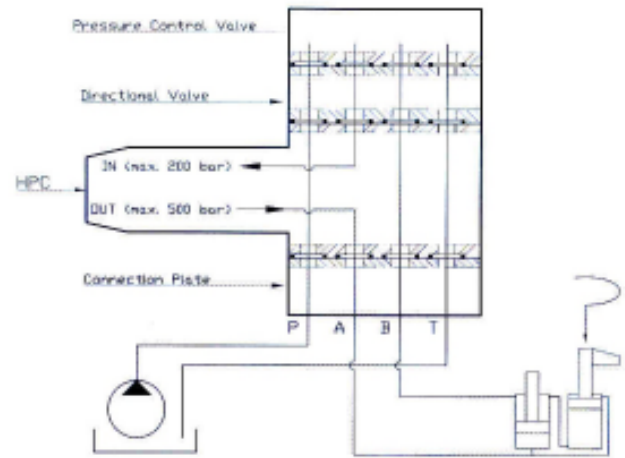 Pressure Control Valve
Directional Valve
IN (max. 200 bar)
HPC
OUT (max. 500 bar)
Connection Plate
P A B T